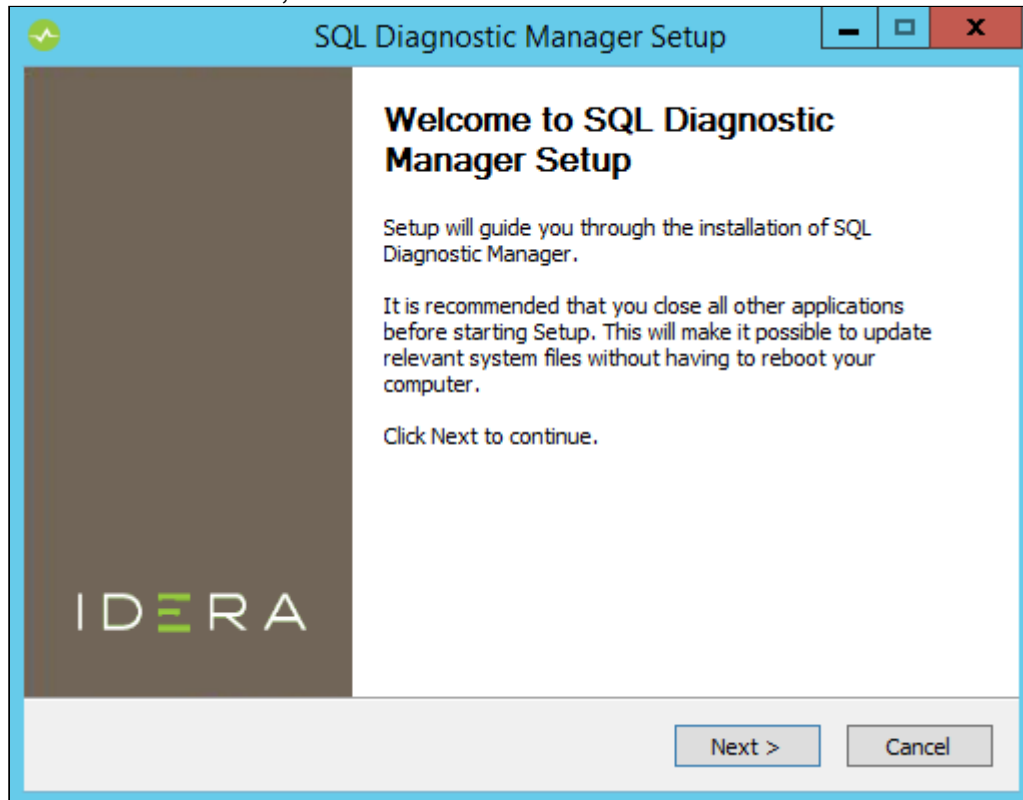 SQL Diagnostic Manager Setup
Welcome to SQL Diagnostic
Manager Setup
Setup will guide you through the installation of SQL
Diagnostic Manager.
It is recommended that you close all other applications
before starting Setup. This will make it possible to update
relevant system files without having to reboot your
computer.
Click Next to continue.
IDERA
Next >
Cancel